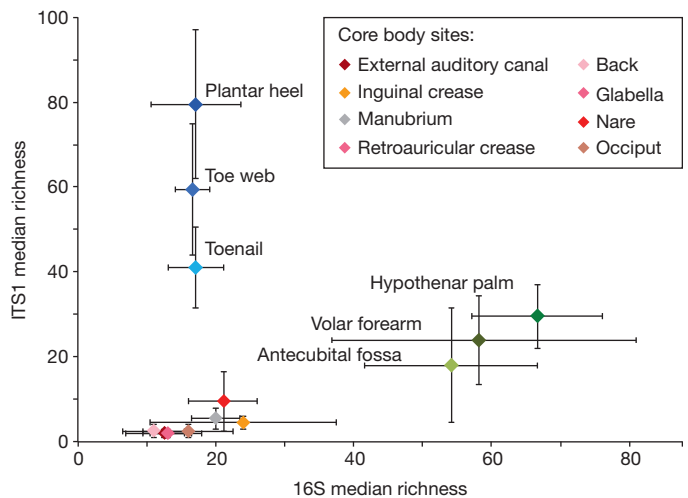 100
80
60
40
20
0
ITS1 median richness
0
20
40
60
80
16S median richness
Plantar heel
Toe web
Toenail
Hypothenar palm
Volar forearm
Antecubital fossa
Core body sites:
External auditory canal
Inguinal crease
Manubrium
Retroauricular crease
Back
Glabella
Nare
Occiput